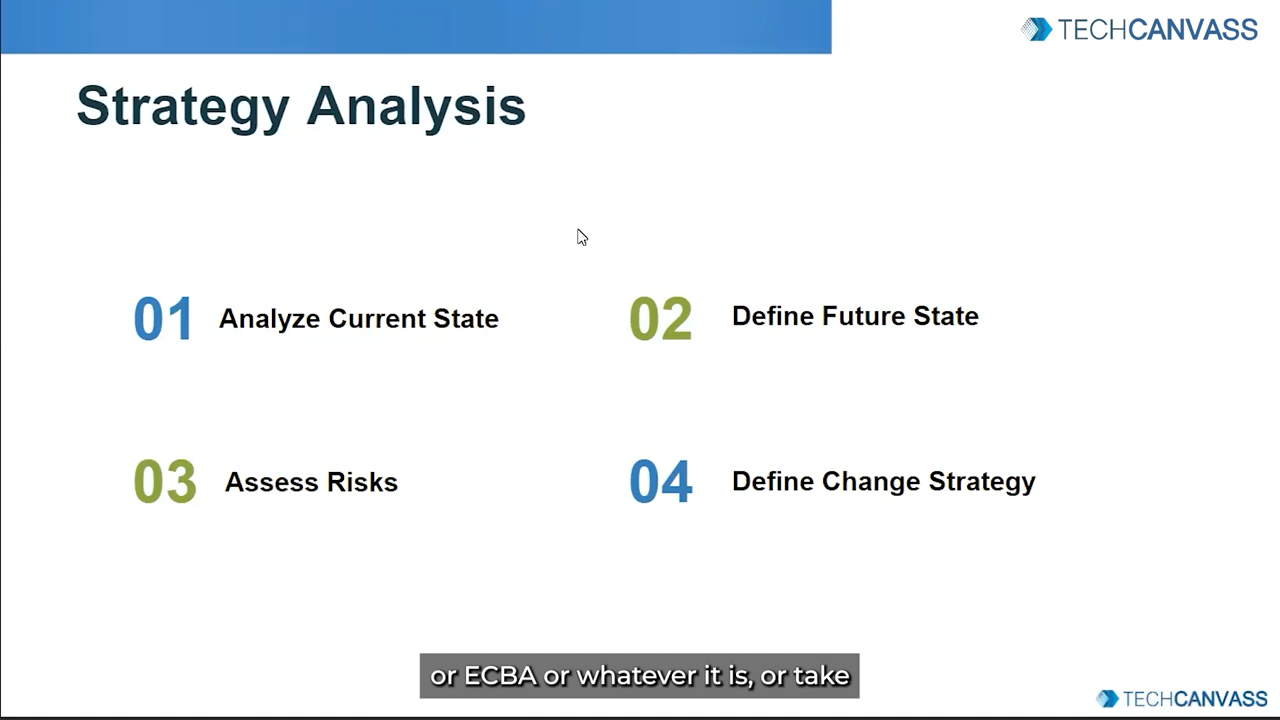 TECHCANVASS
Strategy Analysis
01 Analyze Current State
02 Define Future State
03 Assess Risks
04 Define Change Strategy
or ECBA or whatever it is, or take
TECHCANVASS